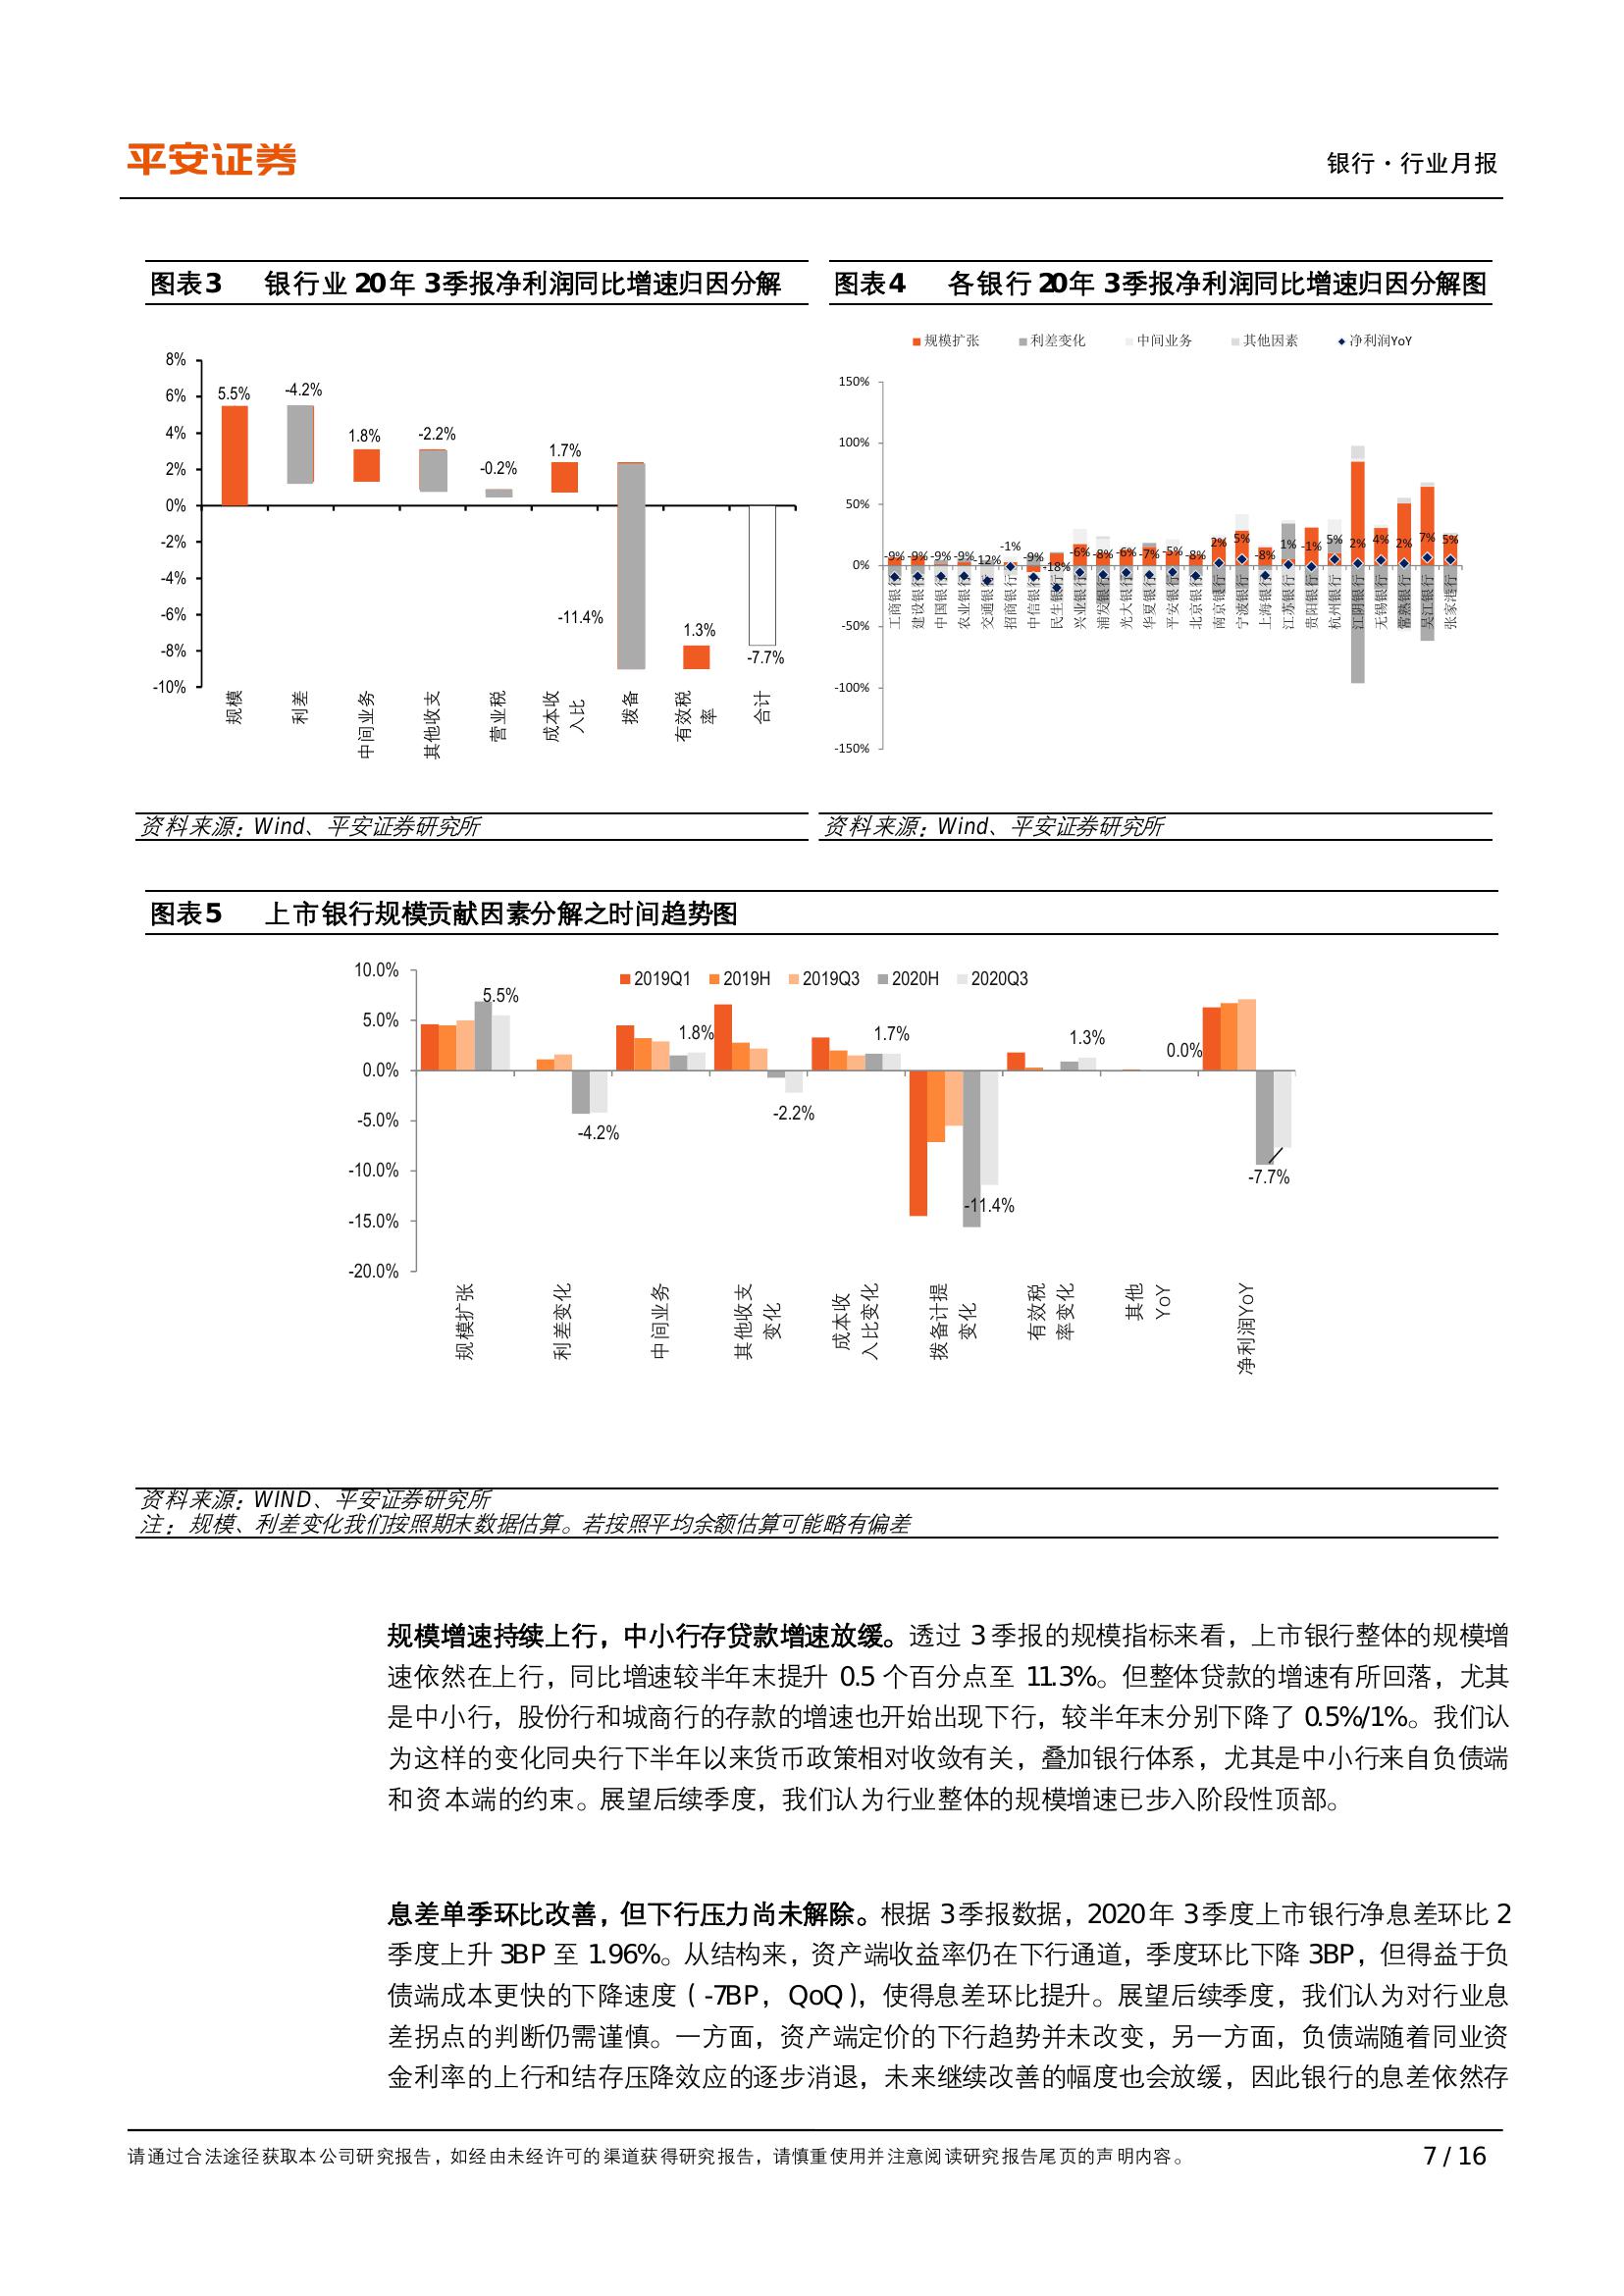 平安证券
银行·行业月报
图表3 银行业20年3季报净利润同比增速归因分解
8%
6%
4%
2%
0%
-2%
-4%
-6%
-8%
-10%
5.5%
-4.2%
1.8%
-2.2%
-0.2%
1.7%
-11.4%
1.3%
-7.7%
规模
利差
中间业务
其他收支
营业税
成本收
入比
拨备
有效税
率
合计
资料来源：Wind、平安证券研究所
图表4 各银行20年3季报净利润同比增速归因分解图
规模扩张 利差变化 中间业务 其他因素 净利润YoY
150%
100%
50%
0%
-50%
-100%
-150%
-9% -9% -9% -9% -12% -1% -9% -18% -6% -8% -6% -7% -5% -8% 2% 5% -8% 1% -1% 5% 2% 4% 2% 7% 5%
工商银行
建设银行
中国银行
农业银行
交通银行
招商银行
中信银行
民生银行
兴业银行
浦发银行
光大银行
华夏银行
平安银行
北京银行
南京银行
宁波银行
上海银行
江苏银行
贵阳银行
杭州银行
江阴银行
无锡银行
常熟银行
吴江银行
张家港行
资料来源：Wind、平安证券研究所
图表5 上市银行规模贡献因素分解之时间趋势图
2019Q1 2019H 2019Q3 2020H 2020Q3
10.0%
5.0%
0.0%
-5.0%
-10.0%
-15.0%
-20.0%
5.5%
-4.2%
1.8%
-2.2%
1.7%
-11.4%
1.3%
0.0%
-7.7%
规模扩张
利差变化
中间业务
其他收支
变化
成本收
入比变化
拨备计提
变化
有效税
率变化
其他
YoY
净利润YoY
资料来源：WIND、平安证券研究所
注：规模、利差变化我们按照期末数据估算。若按照平均余额估算可能略有偏差
规模增速持续上行，中小行存贷款增速放缓。透过3季报的规模指标来看，上市银行整体的规模增
速依然在上行，同比增速较半年末提升 0.5 个百分点至 11.3%。但整体贷款的增速有所回落，尤其
是中小行，股份行和城商行的存款的增速也开始出现下行，较半年末分别下降了 0.5%/1%。我们认
为这样的变化同央行下半年以来货币政策相对收敛有关，叠加银行体系，尤其是中小行来自负债端
和资本端的约束。展望后续季度，我们认为行业整体的规模增速已步入阶段性顶部。
息差单季环比改善，但下行压力尚未解除。根据3季报数据，2020年3季度上市银行净息差环比2
季度上升 3BP 至 1.96%。从结构来，资产端收益率仍在下行通道，季度环比下降 3BP，但得益于负
债端成本更快的下降速度（-7BP，QoQ），使得息差环比提升。展望后续季度，我们认为对行业息
差拐点的判断仍需谨慎。一方面，资产端定价的下行趋势并未改变，另一方面，负债端随着同业资
金利率的上行和结存压降效应的逐步消退，未来继续改善的幅度也会放缓，因此银行的息差依然存
请通过合法途径获取本公司研究报告，如经由未经许可的渠道获得研究报告，请慎重使用并注意阅读研究报告尾页的声明内容。
7 / 16